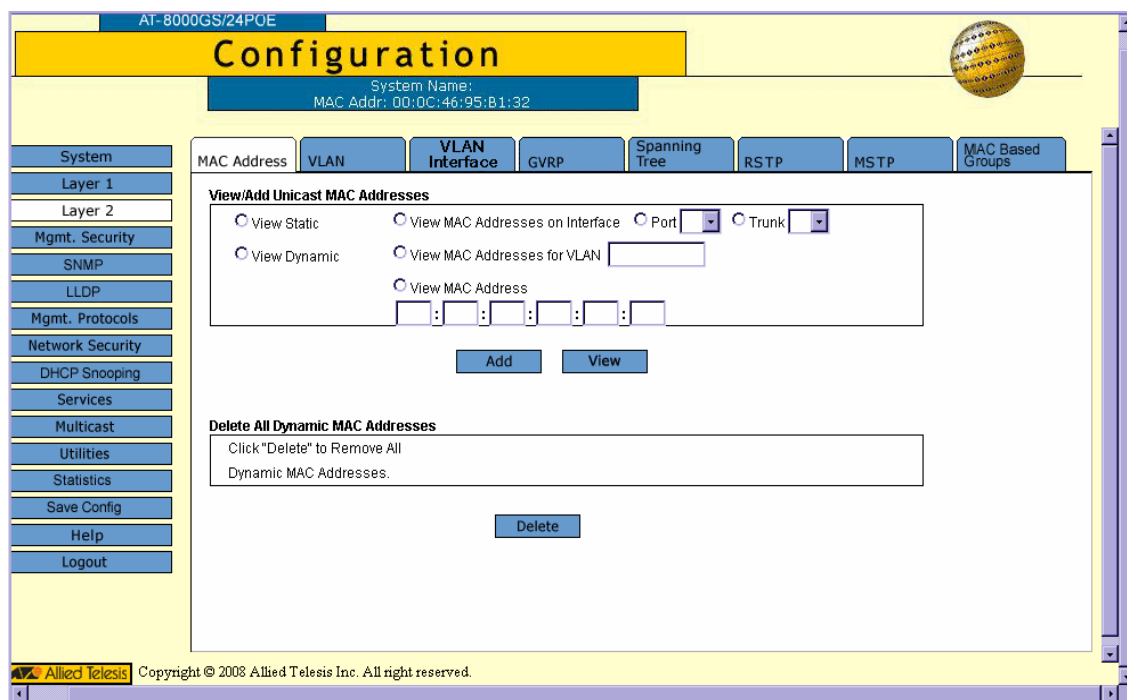 AT-8000GS/24POE
Configuration
System Name:
MAC Addr: 00:0C:46:95:B1:32
System
Layer 1
Layer 2
Mgmt. Security
SNMP
LLDP
Mgmt. Protocols
Network Security
DHCP Snooping
Services
Multicast
Utilities
Statistics
Save Config
Help
Logout
MAC Address
VLAN
VLAN
Interface
GVRP
Spanning
Tree
RSTP
MSTP
MAC Based
Groups
View/Add Unicast MAC Addresses
View Static
View MAC Addresses on Interface
Port
Trunk
View Dynamic
View MAC Addresses for VLAN
View MAC Address
: : : : :
Add
View
Delete All Dynamic MAC Addresses
Click "Delete" to Remove All
Dynamic MAC Addresses.
Delete
Allied Telesis
Copyright © 2008 Allied Telesis Inc. All right reserved.